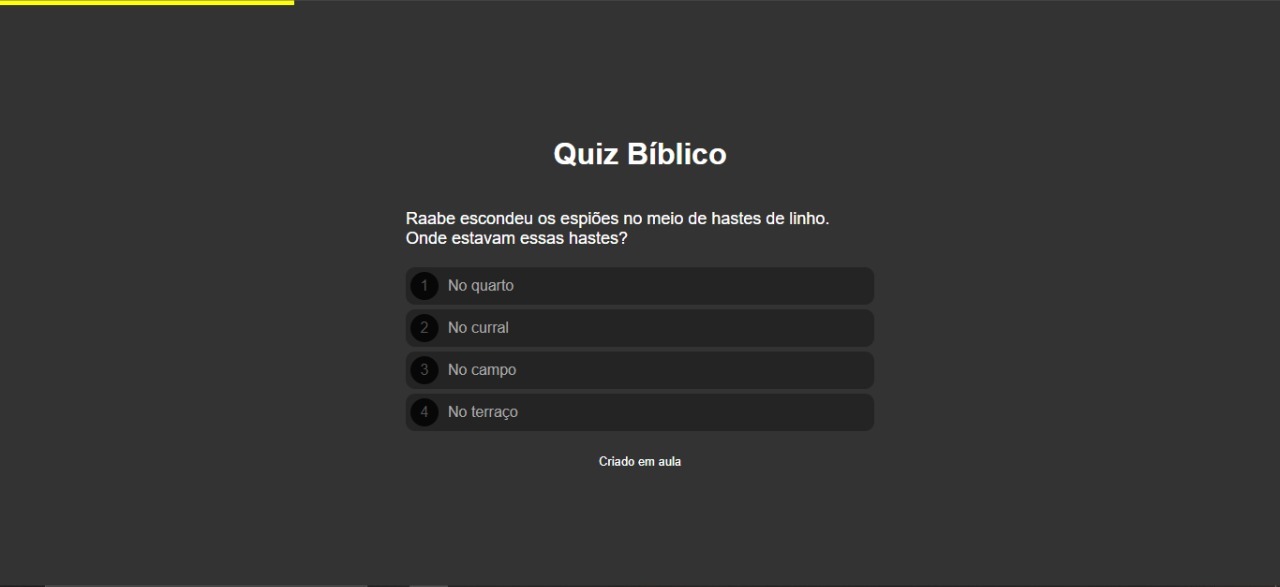 Quiz Bíblico
Raabe escondeu os espiões no meio de hastes de linho.
Onde estavam essas hastes?
1 No quarto
2 No curral
3 No campo
4 No terraço
Criado em aula